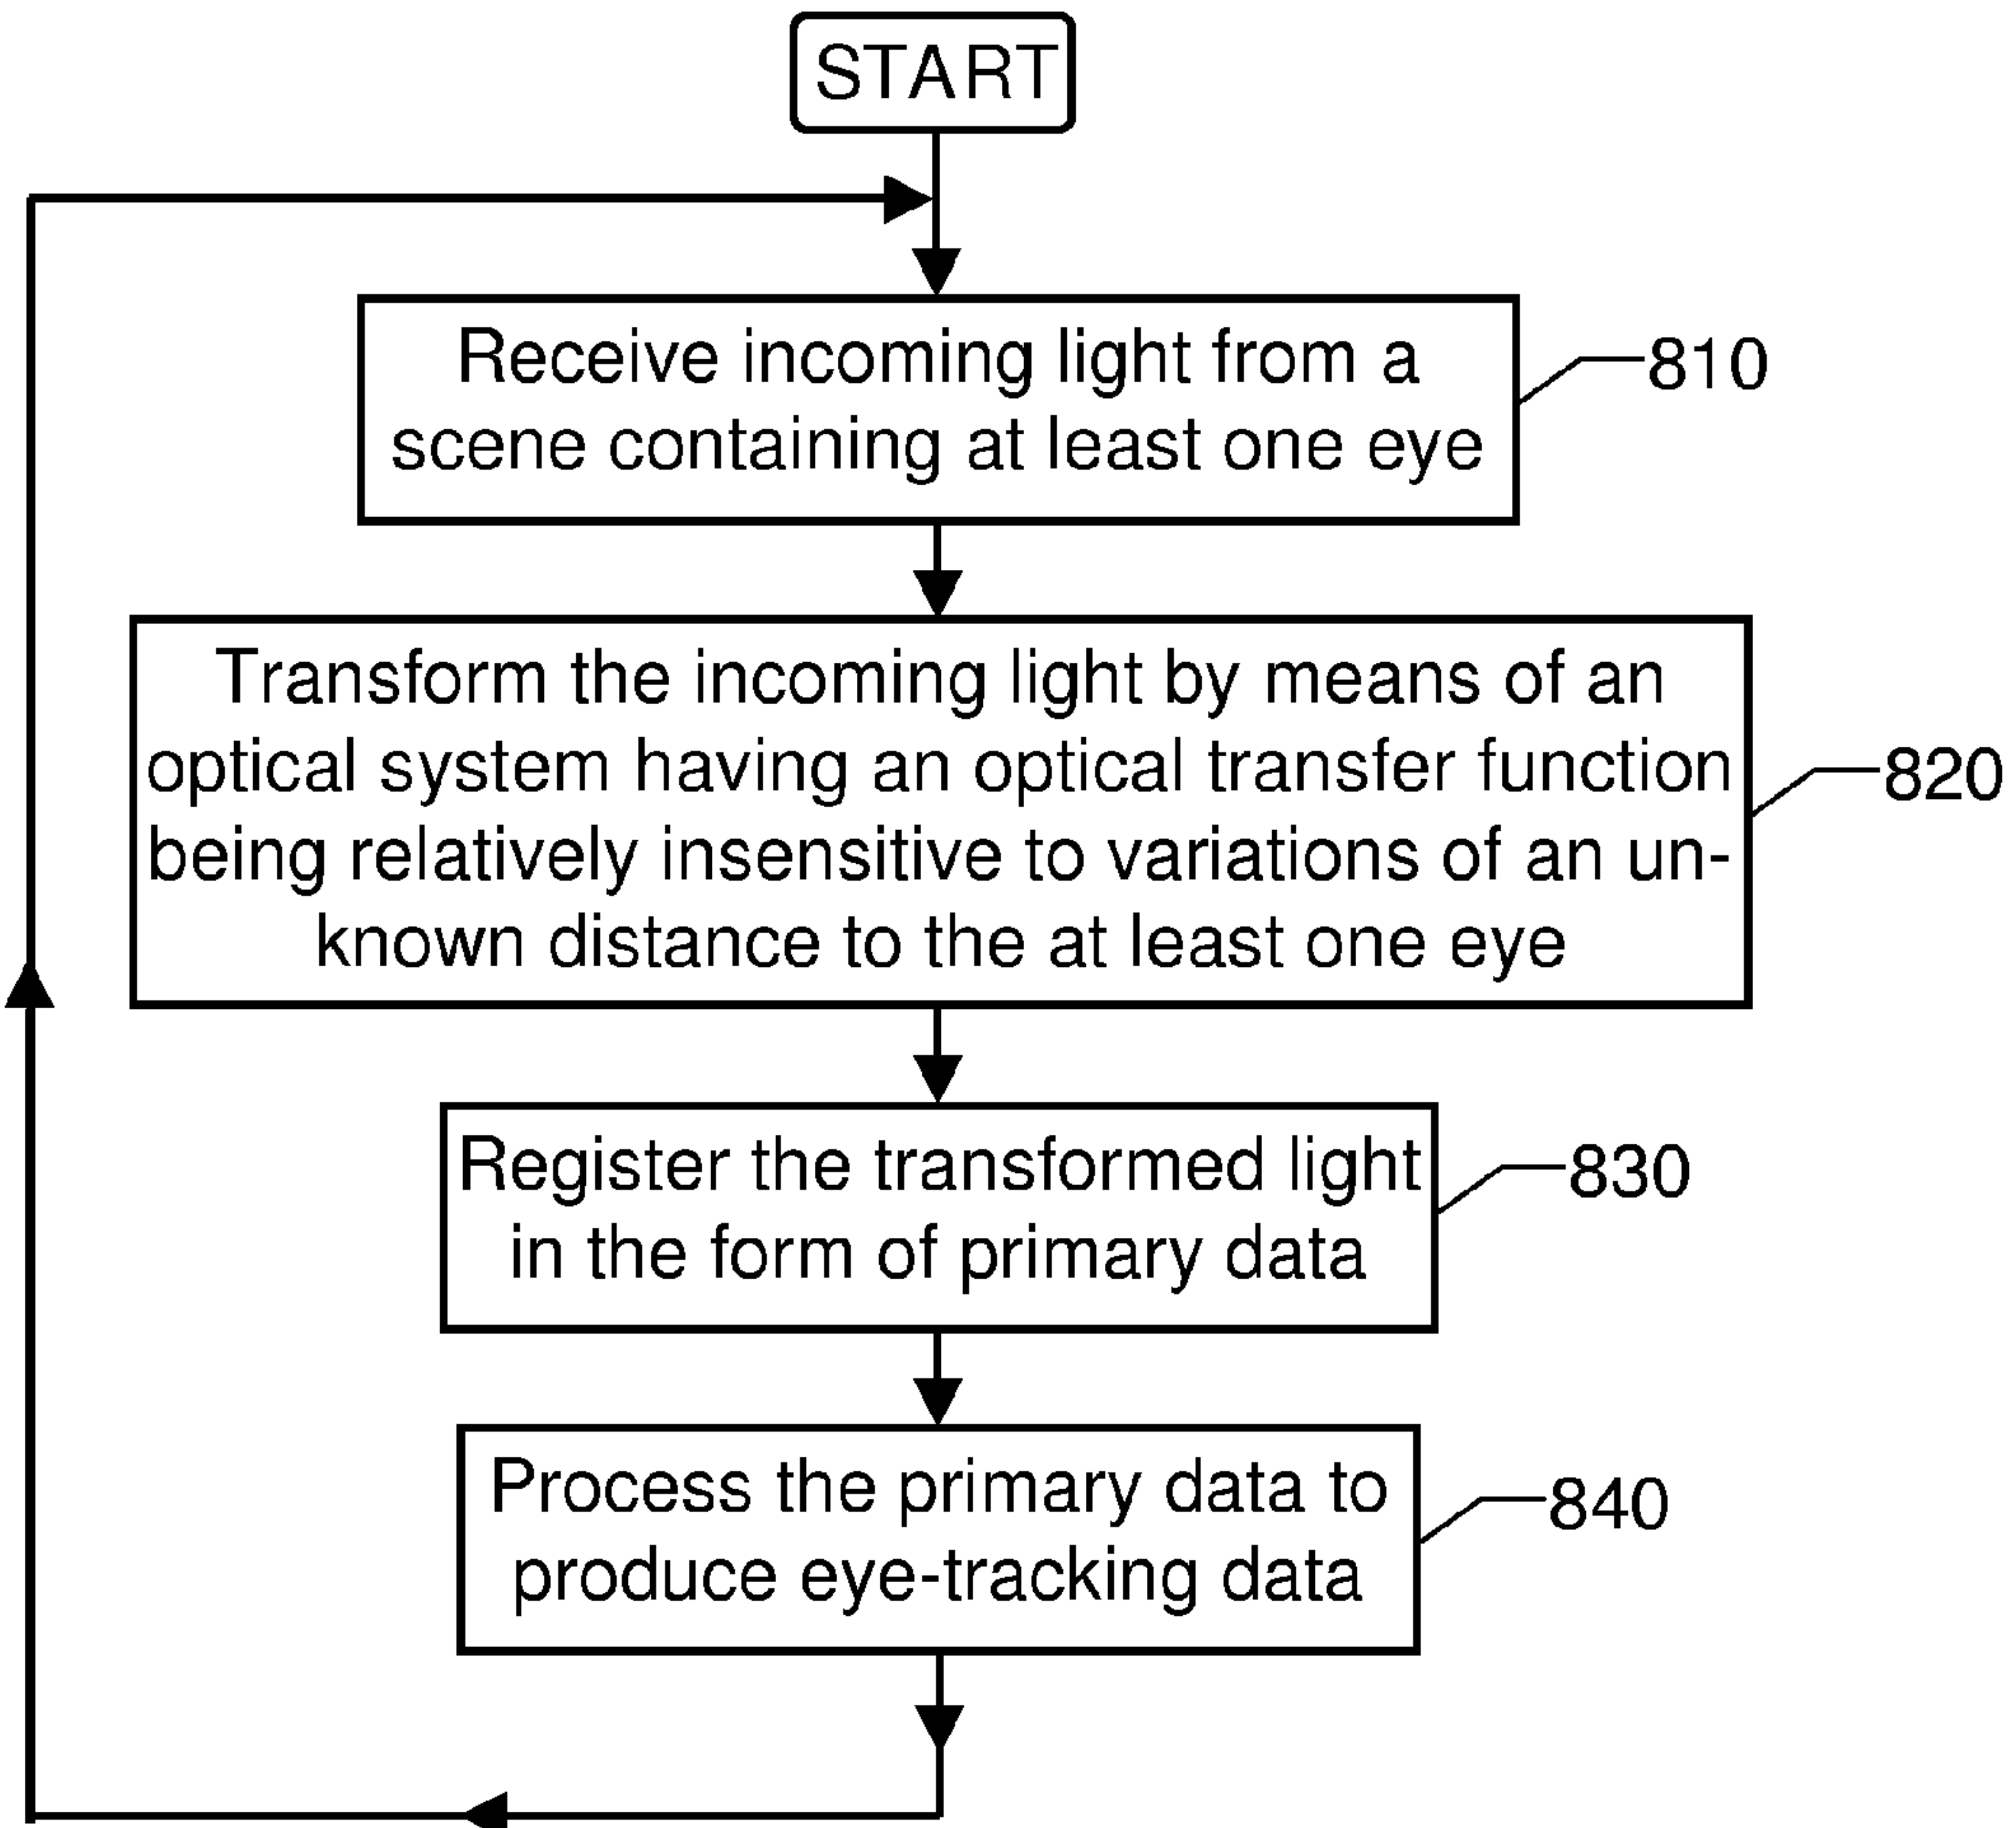 START
Receive incoming light from a
scene containing at least one eye
810
Transform the incoming light by means of an
optical system having an optical transfer function
being relatively insensitive to variations of an un-
known distance to the at least one eye
820
Register the transformed light
in the form of primary data
830
Process the primary data to
produce eye-tracking data
840